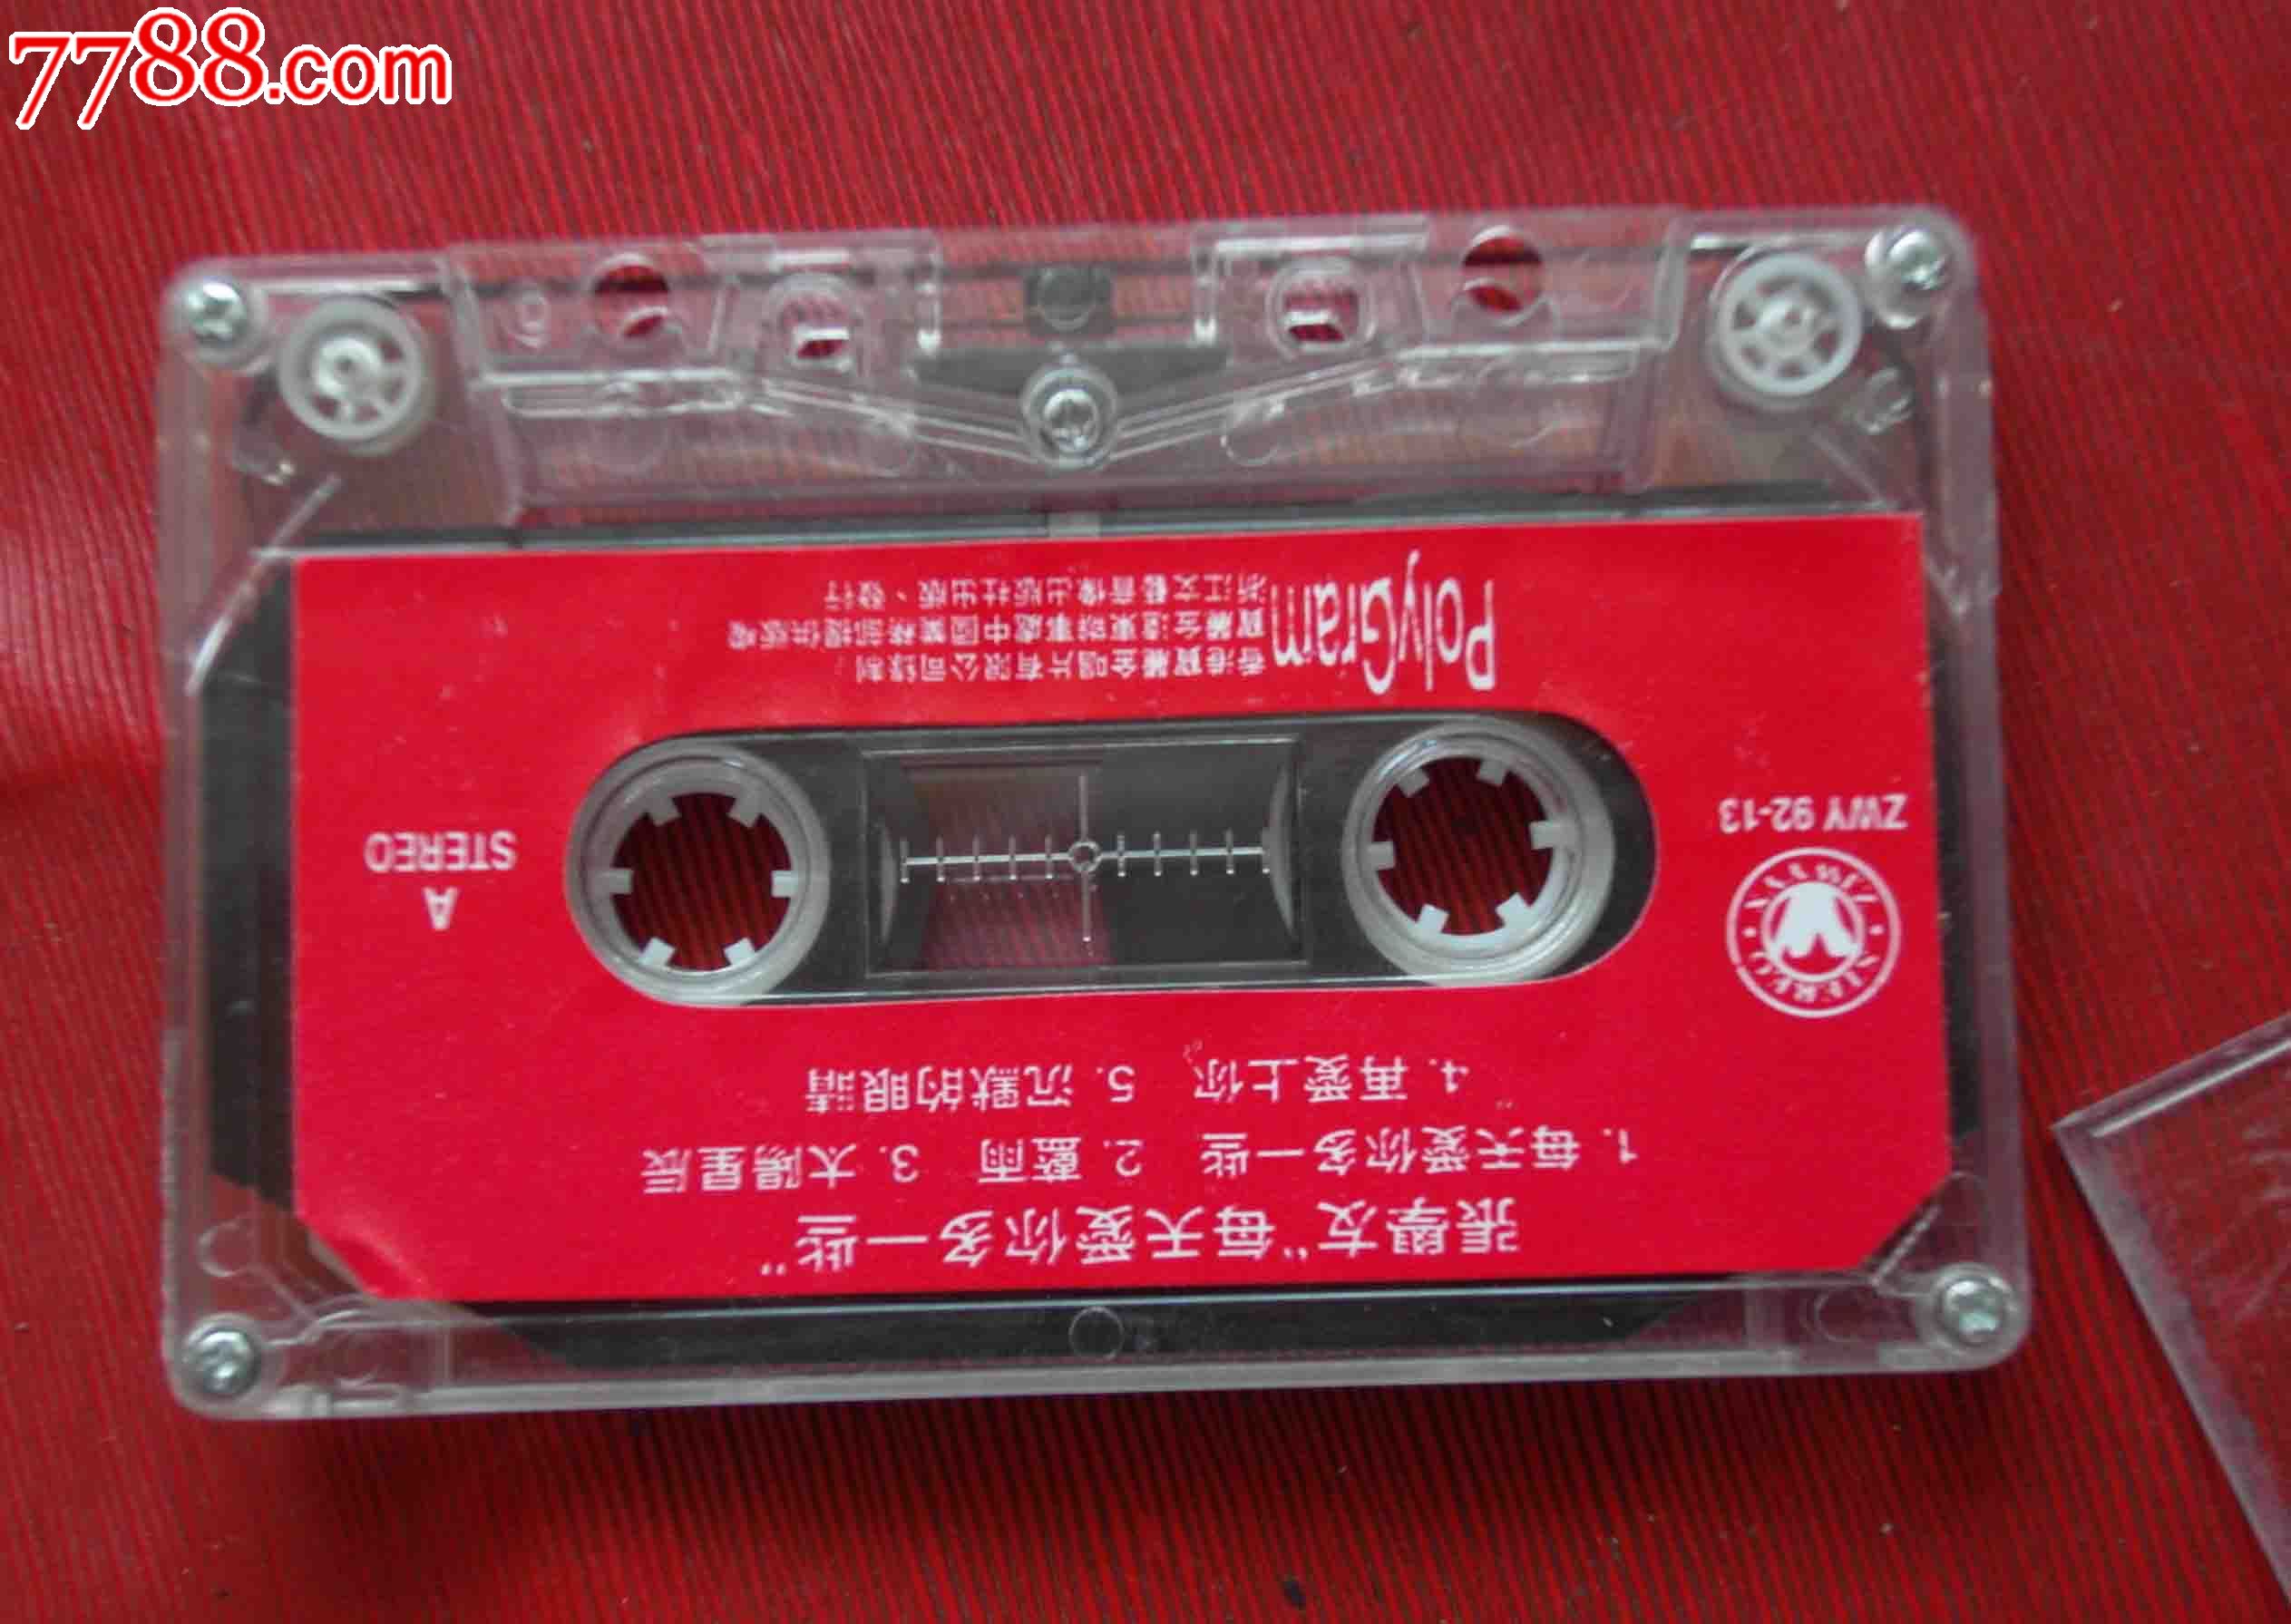 7788.com
張學友“每天愛你多一些”
1. 每天愛你多一些 2. 藍雨 3. 太陽星辰
4. 再愛上你 5. 沉默的眼睛
A
STEREO
ZWY 92-13
PolyGram
香港寶麗金唱片有限公司錄制
寶麗金遠東辦事處中國業務部提供版權
浙江文藝音像出版社出版、發行